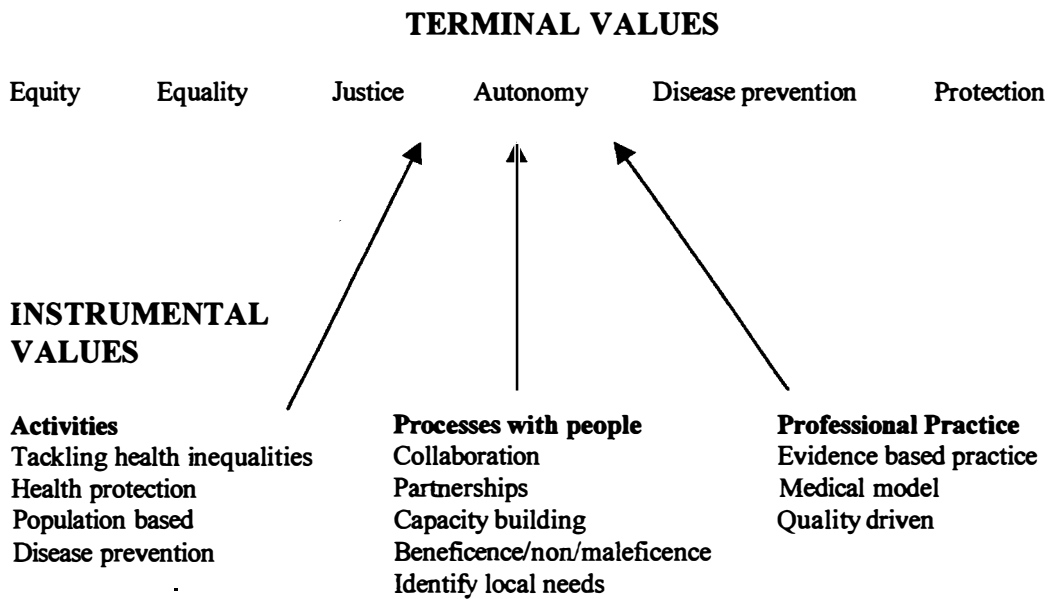 TERMINAL VALUES
Equity Equality Justice Autonomy Disease prevention Protection
INSTRUMENTAL
VALUES
Activities
Tackling health inequalities
Health protection
Population based
Disease prevention
Processes with people
Collaboration
Partnerships
Capacity building
Beneficence/non/maleficence
Identify local needs
Professional Practice
Evidence based practice
Medical model
Quality driven